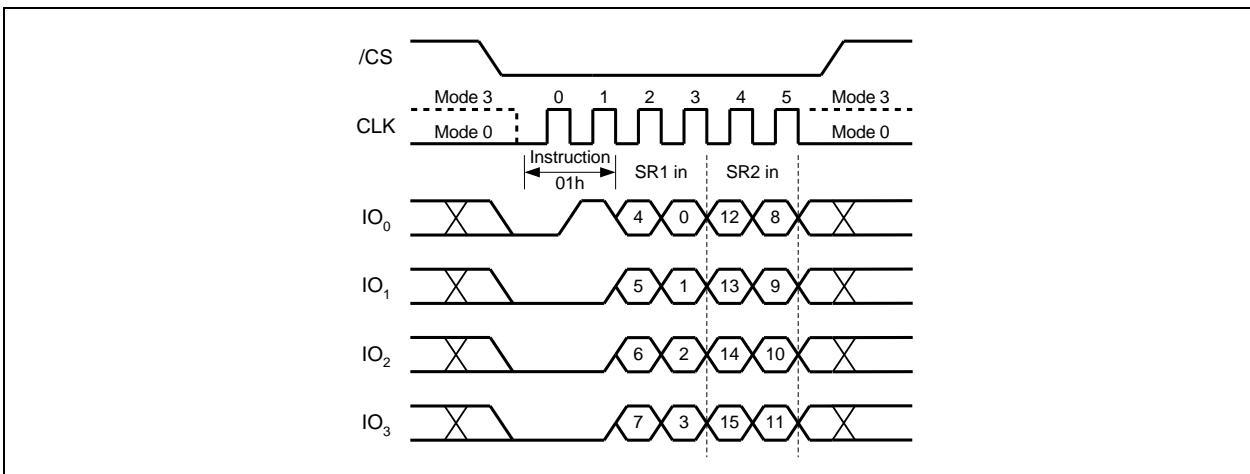 /CS
Mode 3 0 1 2 3 4 5 Mode 3
CLK Mode 0 Mode 0
Instruction SR1 in SR2 in
01h
IO0 4 0 12 8
IO1 5 1 13 9
IO2 6 2 14 10
IO3 7 3 15 11